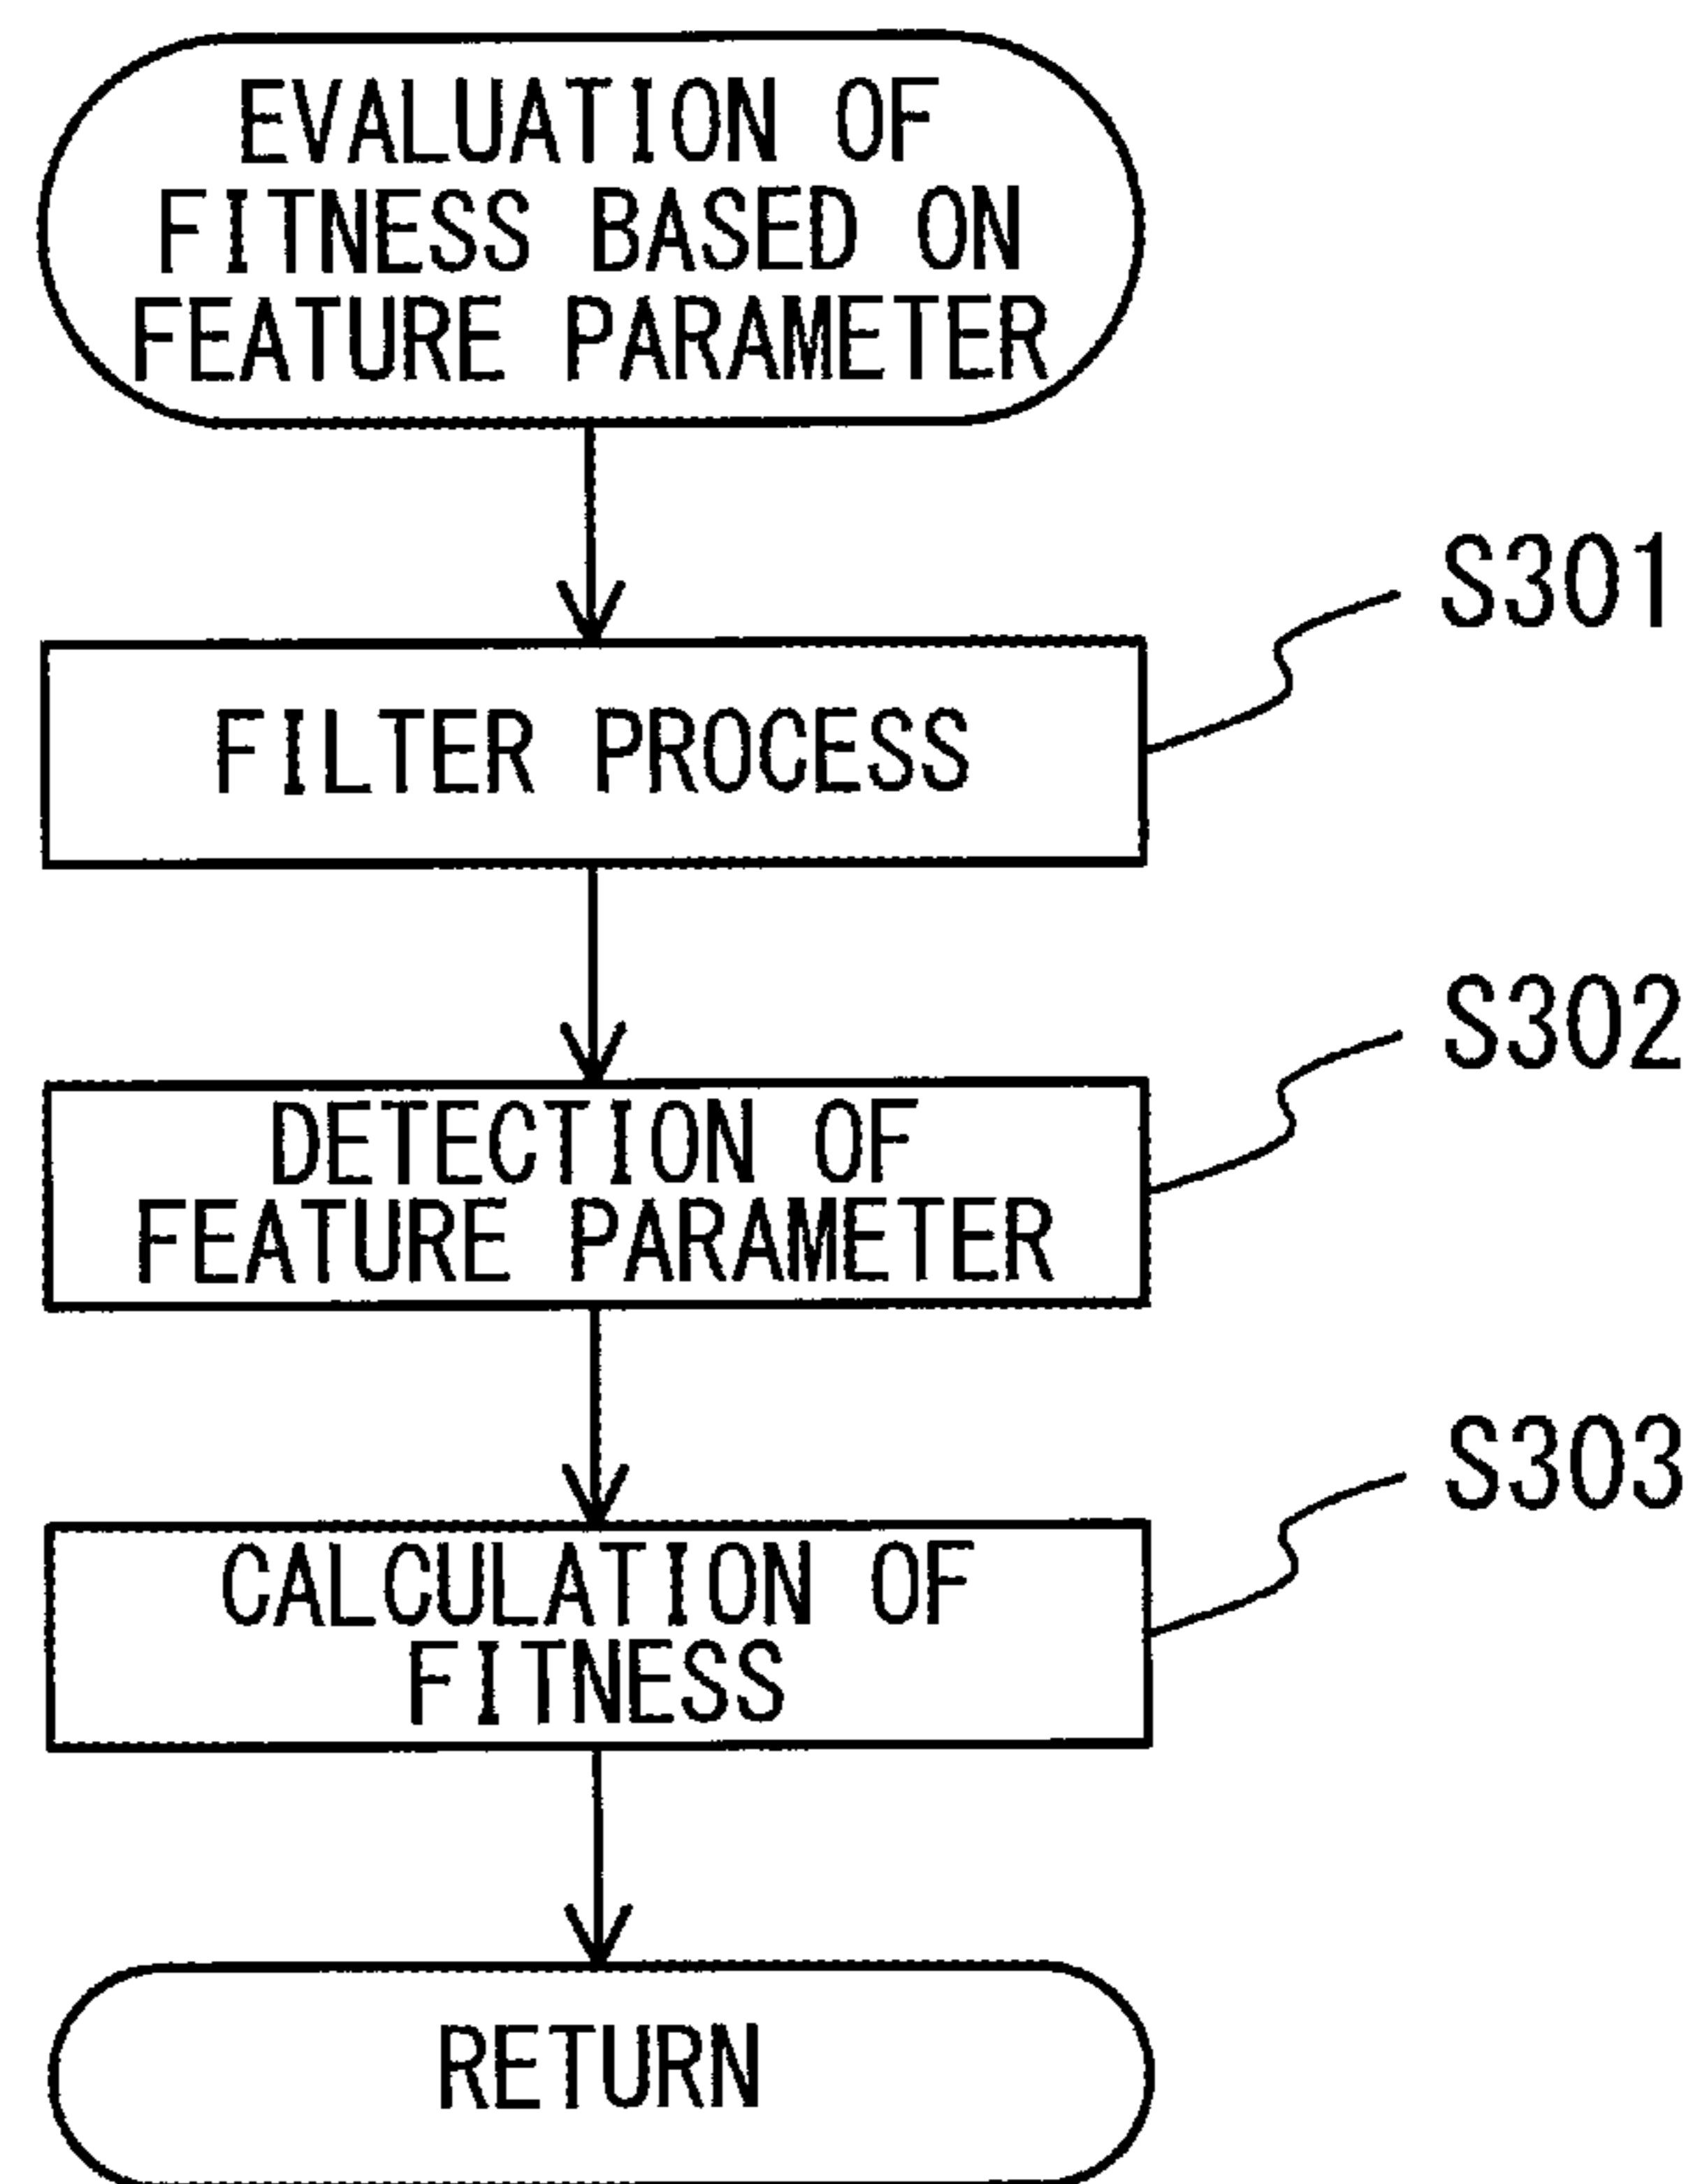 EVALUATION OF
FITNESS BASED ON
FEATURE PARAMETER
S301
FILTER PROCESS
S302
DETECTION OF
FEATURE PARAMETER
S303
CALCULATION OF
FITNESS
RETURN